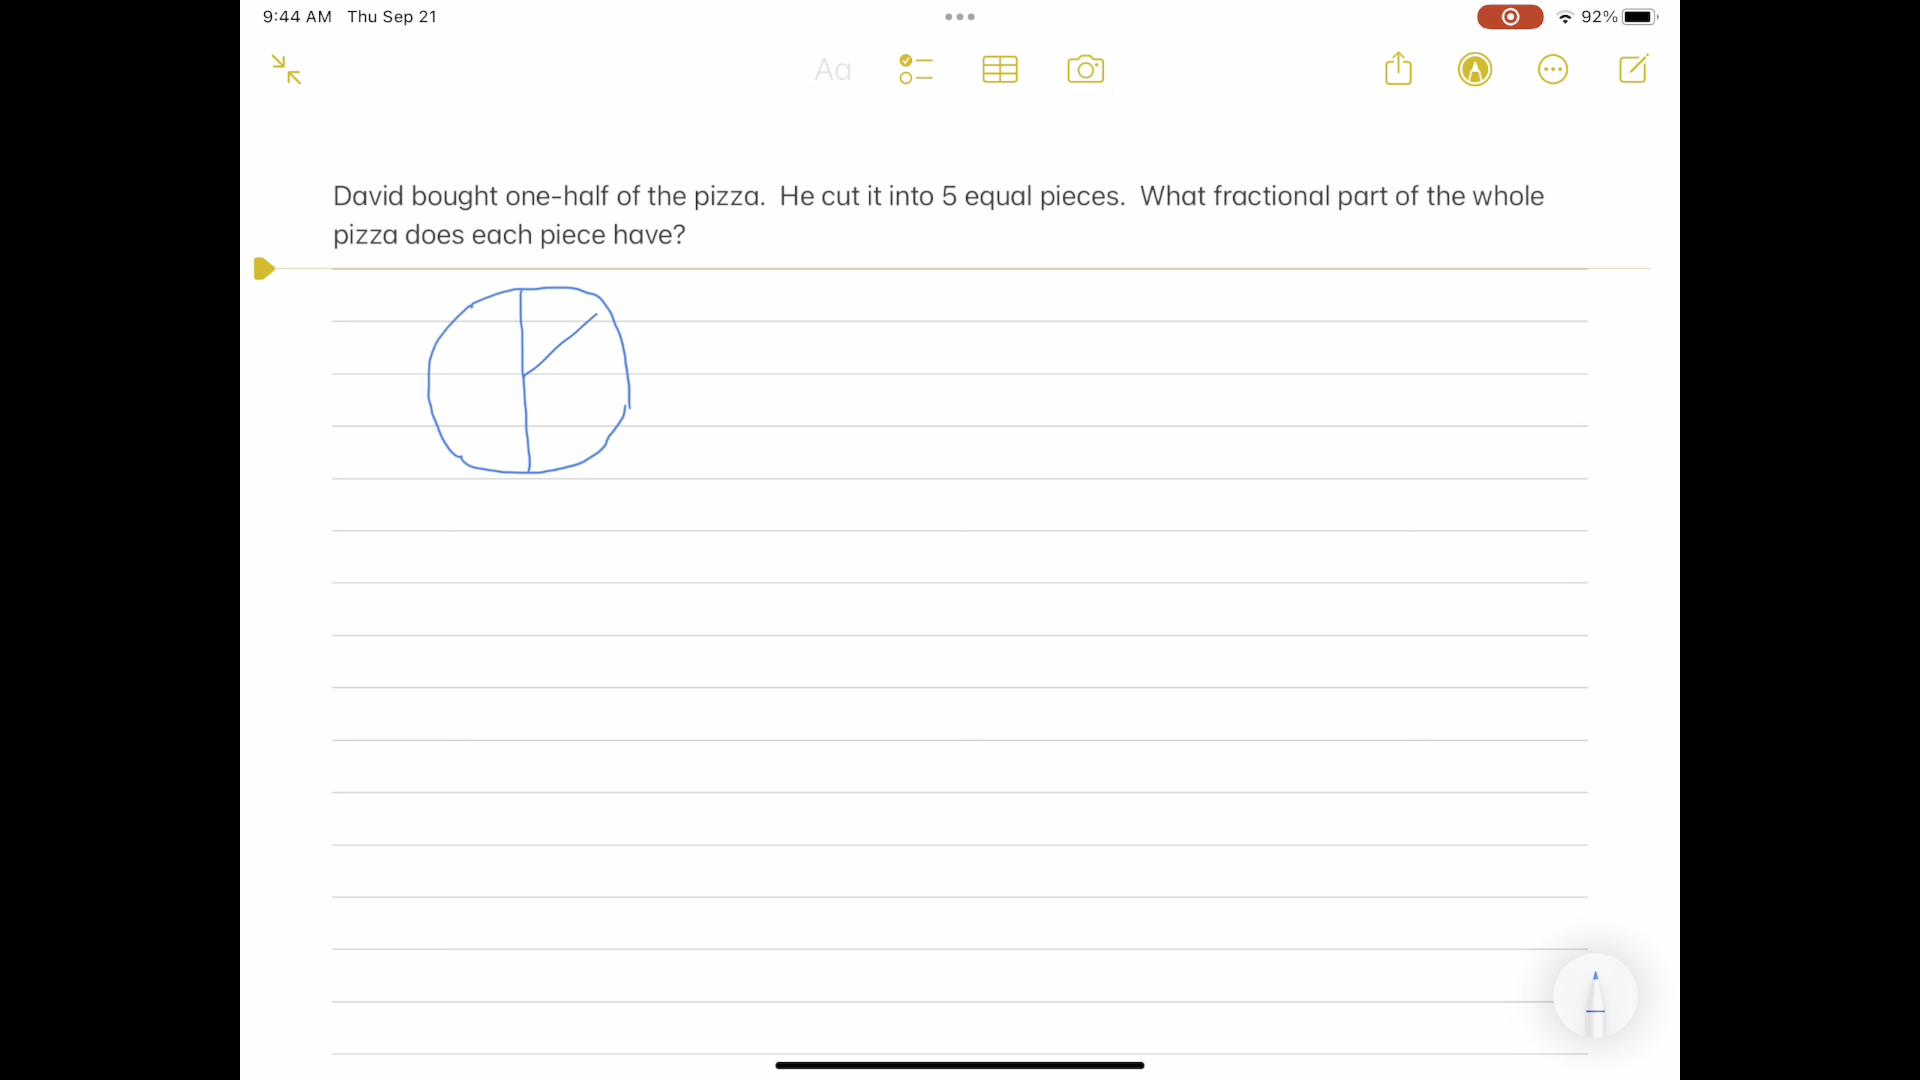 9:44 AM Thu Sep 21
92%
Aa
David bought one-half of the pizza. He cut it into 5 equal pieces. What fractional part of the whole
pizza does each piece have?